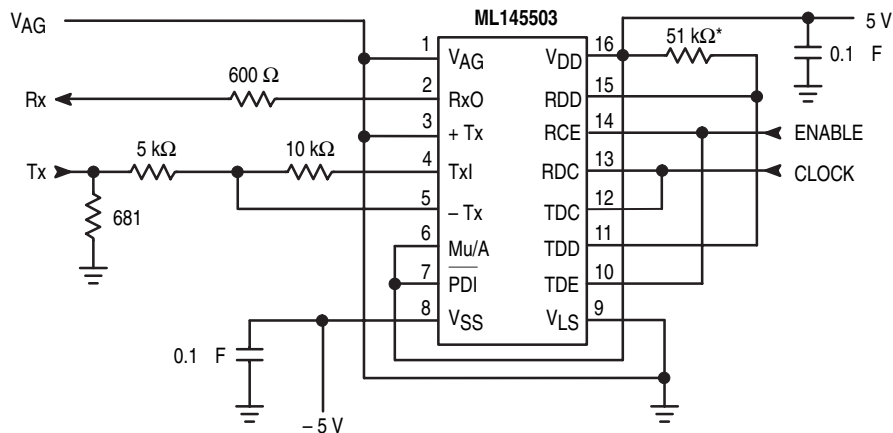 ML145503
VAG
5 V
51 kΩ*
0.1 F
1 VAG
VDD 16
600 Ω
Rx
2 RxO
RDD 15
3 + Tx
RCE 14
ENABLE
Tx
5 kΩ
10 kΩ
4 TxI
RDC 13
CLOCK
681
5 – Tx
TDC 12
6 Mu/A
TDD 11
7 PDI
TDE 10
8 VSS
VLS 9
0.1 F
– 5 V